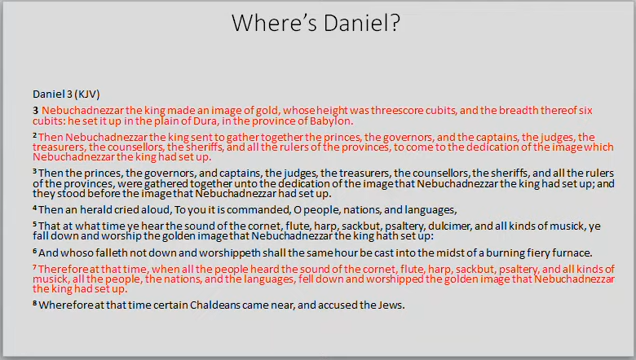 Where's Daniel?
Daniel 3 (KJV)
3 Nebuchadnezzar the king made an image of gold, whose height was threescore cubits, and the breadth thereof six
cubits: he set it up in the plain of Dura, in the province of Babylon.
2 Then Nebuchadnezzar the king sent to gather together the princes, the governors, and the captains, the judges, the
treasurers, the counsellors, the sheriffs, and all the rulers of the provinces, to come to the dedication of the image which
Nebuchadnezzar the king had set up.
3 Then the princes, the governors, and captains, the judges, the treasurers, the counsellors, the sheriffs, and all the rulers
of the provinces, were gathered together unto the dedication of the image that Nebuchadnezzar the king had set up; and
they stood before the image that Nebuchadnezzar had set up.
4 Then an herald cried aloud, To you it is commanded, O people, nations, and languages,
5 That at what time ye hear the sound of the cornet, flute, harp, sackbut, psaltery, dulcimer, and all kinds of musick, ye
fall down and worship the golden image that Nebuchadnezzar the king hath set up:
6 And whoso falleth not down and worshippeth shall the same hour be cast into the midst of a burning fiery furnace.
7 Therefore at that time, when all the people heard the sound of the cornet, flute, harp, sackbut, psaltery, and all kinds of
musick, all the people, the nations, and the languages, fell down and worshipped the golden image that Nebuchadnezzar
the king had set up.
8 Wherefore at that time certain Chaldeans came near, and accused the Jews.